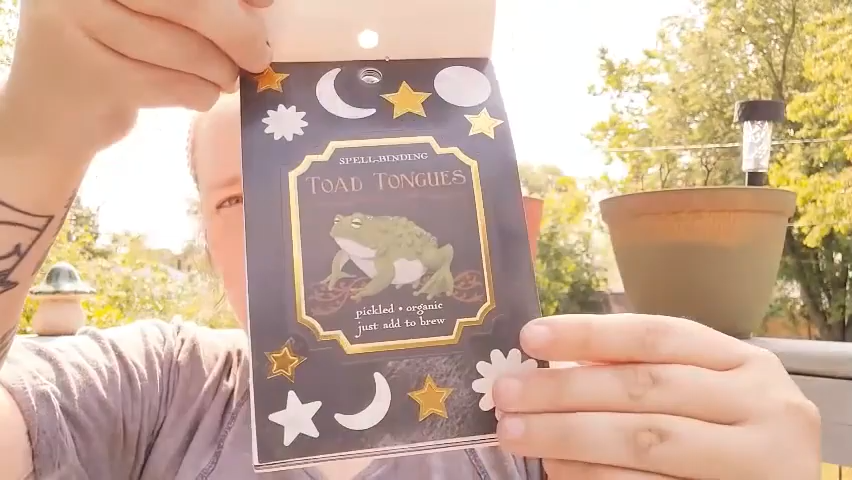 SPELL-BINDING
TOAD TONGUES
pickled • organic
just add to brew